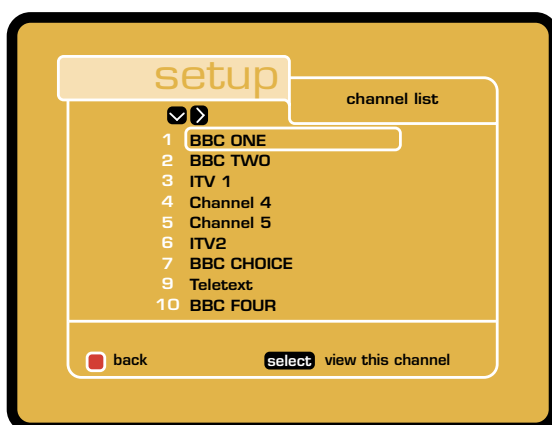 setup
channel list
1 BBC ONE
2 BBC TWO
3 ITV 1
4 Channel 4
5 Channel 5
6 ITV2
7 BBC CHOICE
9 Teletext
10 BBC FOUR
back select view this channel